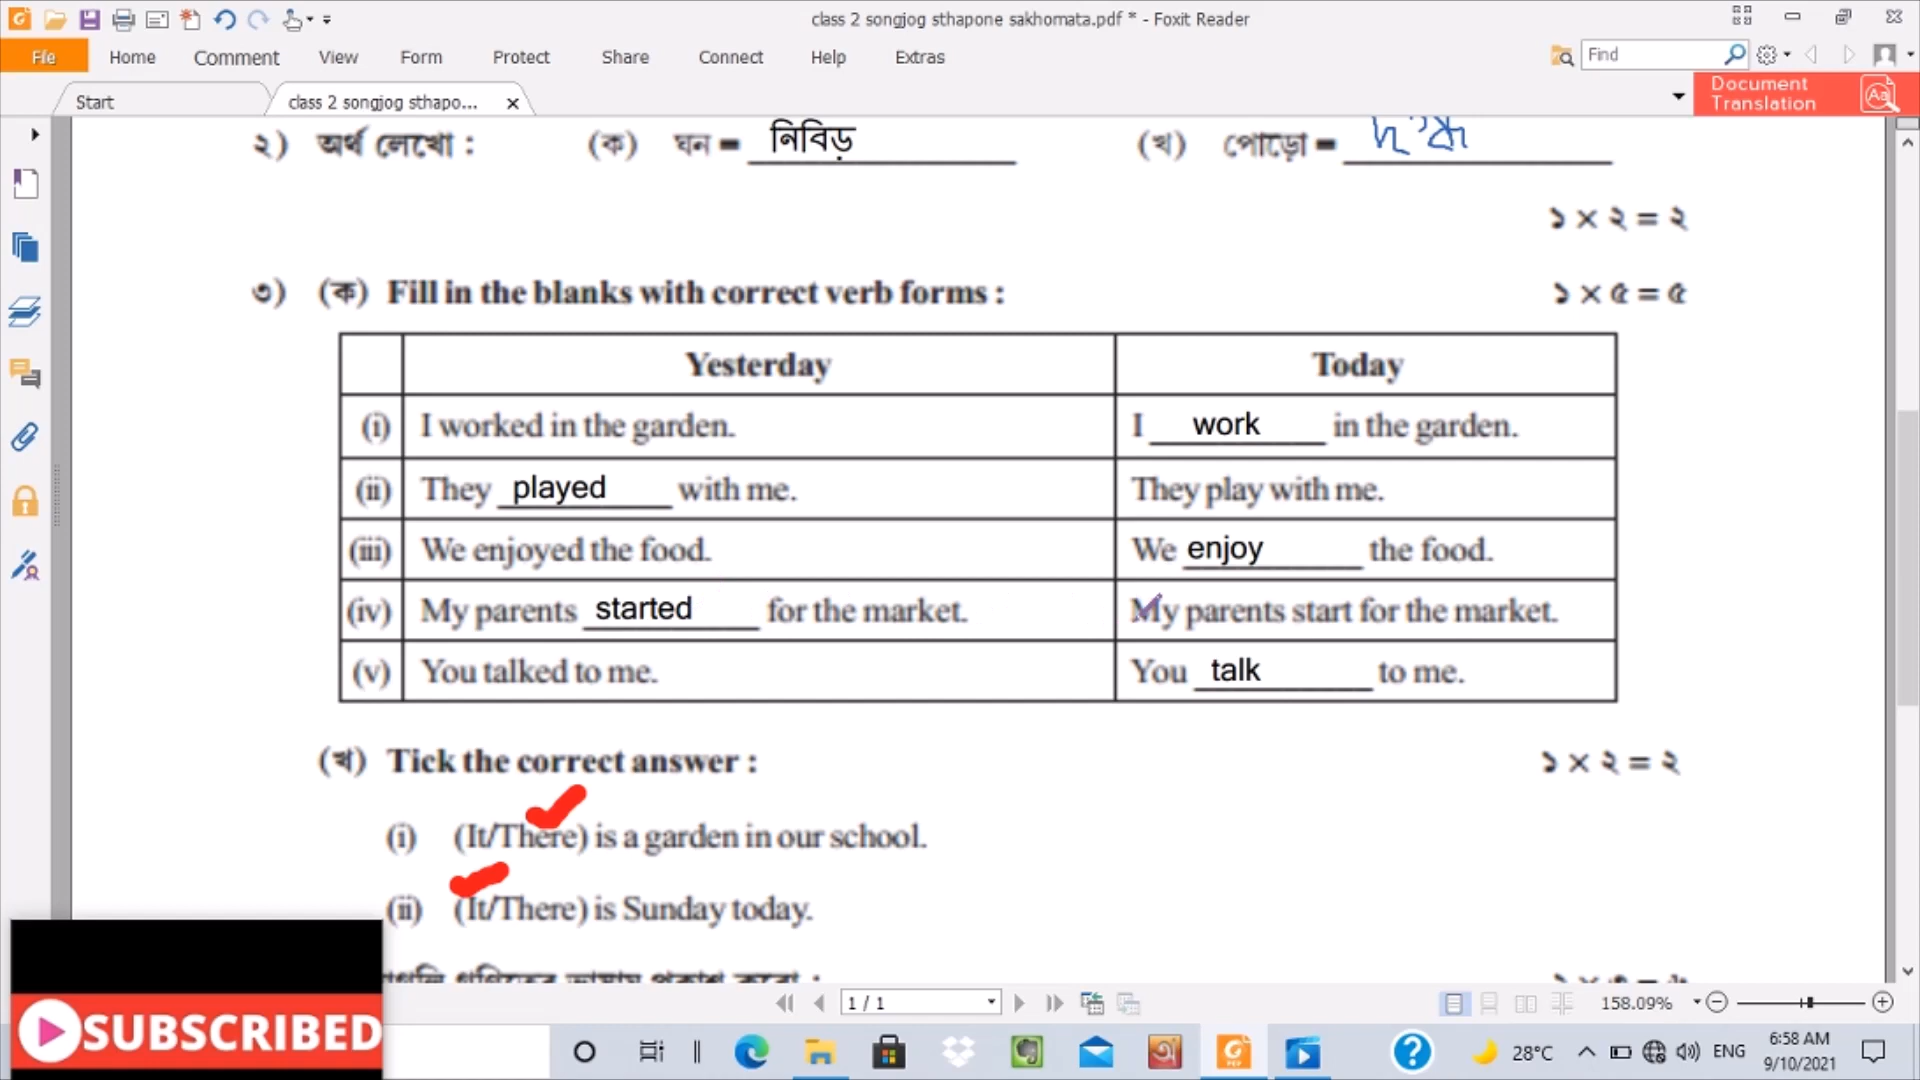 class 2 songjog sthapone sakhomata.pdf * - Foxit Reader
File Home Comment View Form Protect Share Connect Help Extras
Find
Start
class 2 songjog sthapo...
Document Translation
২) অর্থ লেখো : (ক) ঘন = নিবিড় (খ) পোড়ো =
১ × ২ = ২
৩) (ক) Fill in the blanks with correct verb forms : ১ × ৫ = ৫
Yesterday Today
(i) I worked in the garden. I work in the garden.
(ii) They played with me. They play with me.
(iii) We enjoyed the food. We enjoy the food.
(iv) My parents started for the market. My parents start for the market.
(v) You talked to me. You talk to me.
(খ) Tick the correct answer : ১ × ২ = ২
(i) (It/There) is a garden in our school.
(ii) (It/There) is Sunday today.
SUBSCRIBED
1 / 1
158.09%
28°C
ENG
6:58 AM
9/10/2021